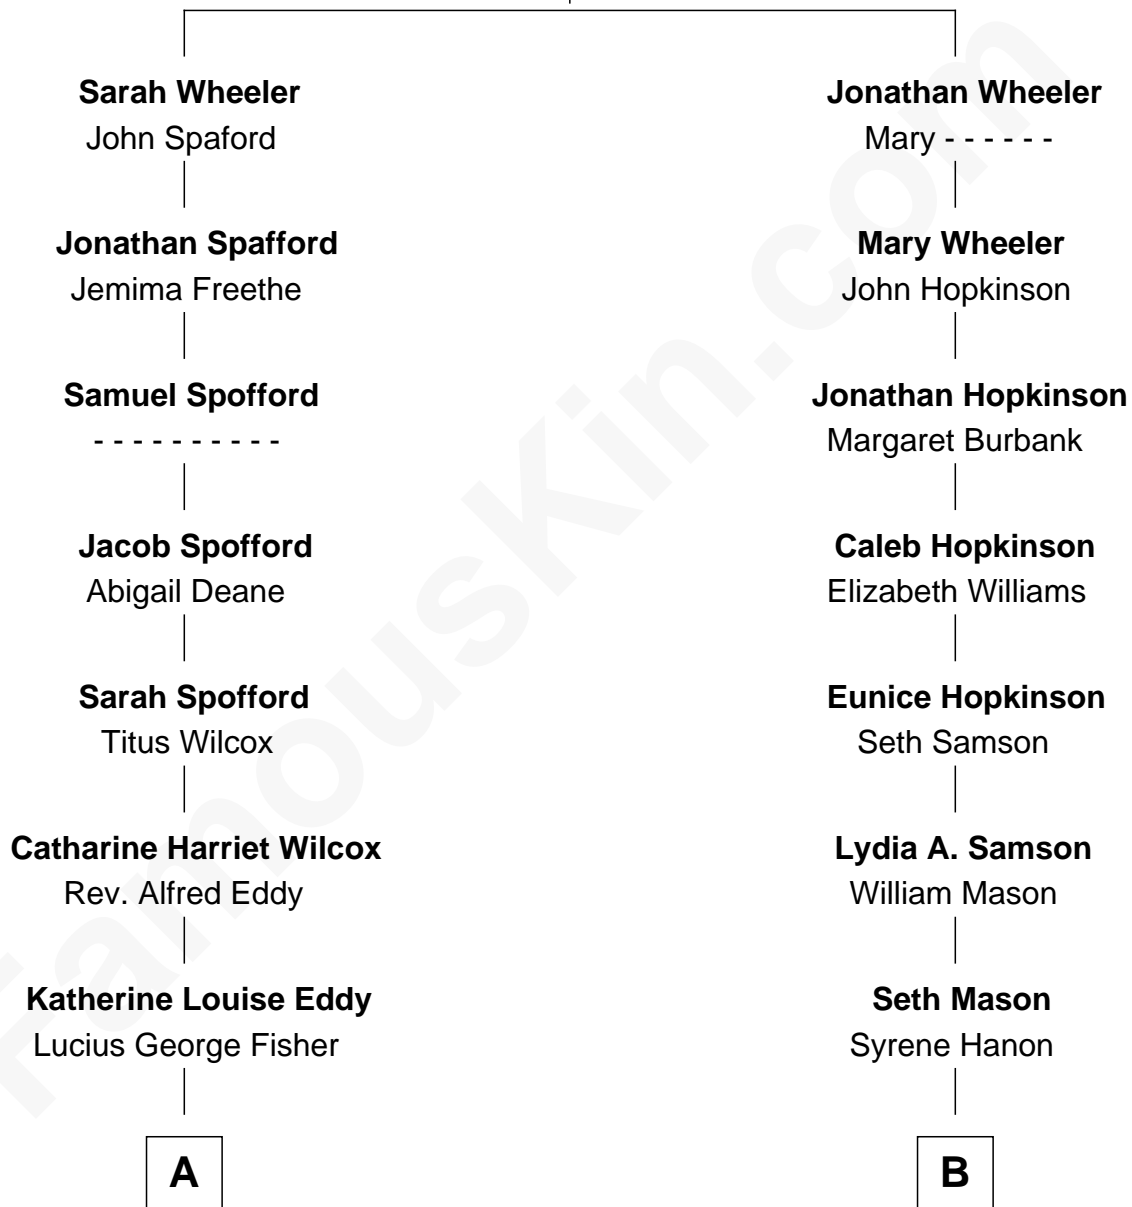 Sarah Wheeler
John Spaford
Jonathan Wheeler
Mary - - - - - -
Jonathan Spafford
Jemima Freethe
Mary Wheeler
John Hopkinson
Samuel Spofford
- - - - - - - - - -
Jonathan Hopkinson
Margaret Burbank
Jacob Spofford
Abigail Deane
Caleb Hopkinson
Elizabeth Williams
Sarah Spofford
Titus Wilcox
Eunice Hopkinson
Seth Samson
Catharine Harriet Wilcox
Rev. Alfred Eddy
Lydia A. Samson
William Mason
Katherine Louise Eddy
Lucius George Fisher
Seth Mason
Syrene Hanon
A
B
FamousKin.com